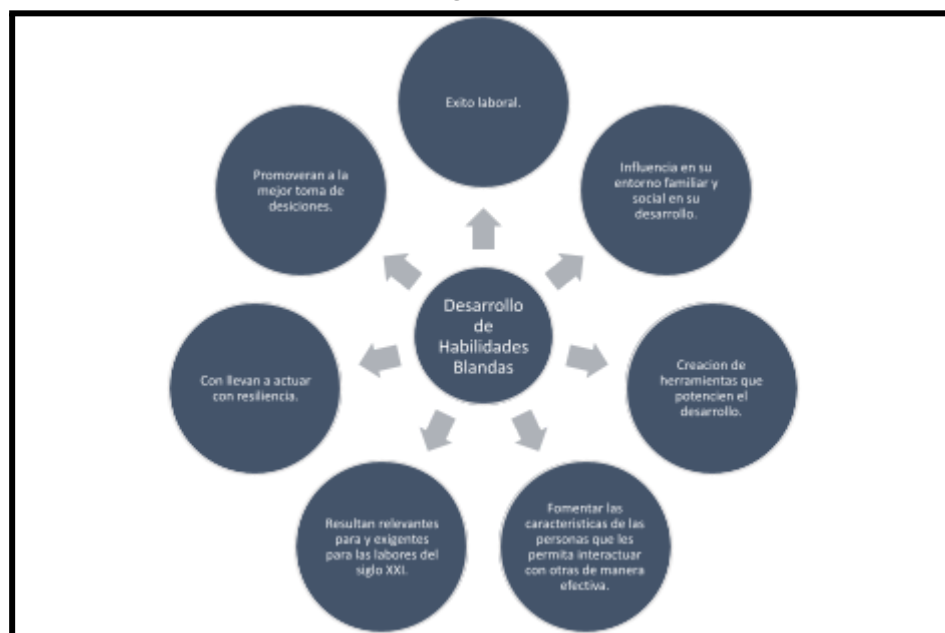 Exito laboral.
Influencia en su
entorno familiar y
social en su
desarrollo.
Creacion de
herramientas que
potencien el
desarrollo.
Fomentar las
caracteristicas de las
personas que les
permita interactuar
con otras de manera
efectiva.
Resultan relevantes
para y exigentes
para las labores del
siglo XXI.
Con llevan a actuar
con resiliencia.
Promoveran a la
mejor toma de
desiciones.
Desarrollo
de
Habilidades
Blandas